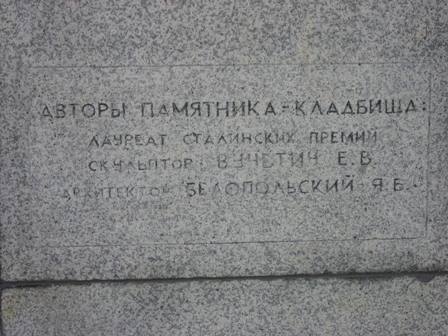 АВТОРЫ ПАМЯТНИКА-КЛАДБИЩА:
ЛАУРЕАТ СТАЛИНСКИХ ПРЕМИЙ
СКУЛЬПТОР ВУЧЕТИЧ Е.В.
АРХИТЕКТОР БЕЛОПОЛЬСКИЙ Я.Б.